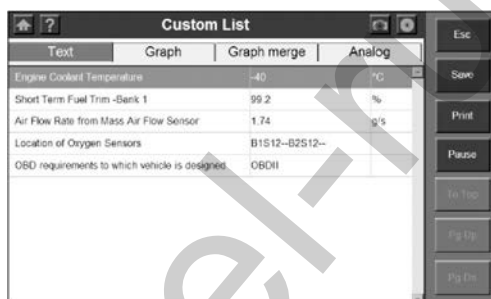 ? Custom List
Esc
Text Graph Graph merge Analog
Engine Coolant Temperature -40 °C
Save
Short Term Fuel Trim -Bank 1 99.2 %
Air Flow Rate from Mass Air Flow Sensor 1.74 g/s
Print
Location of Oxygen Sensors B1S12--B2S12--
Pause
OBD requirements to which vehicle is designed OBDII
To Top
Pg Up
Pg Dn